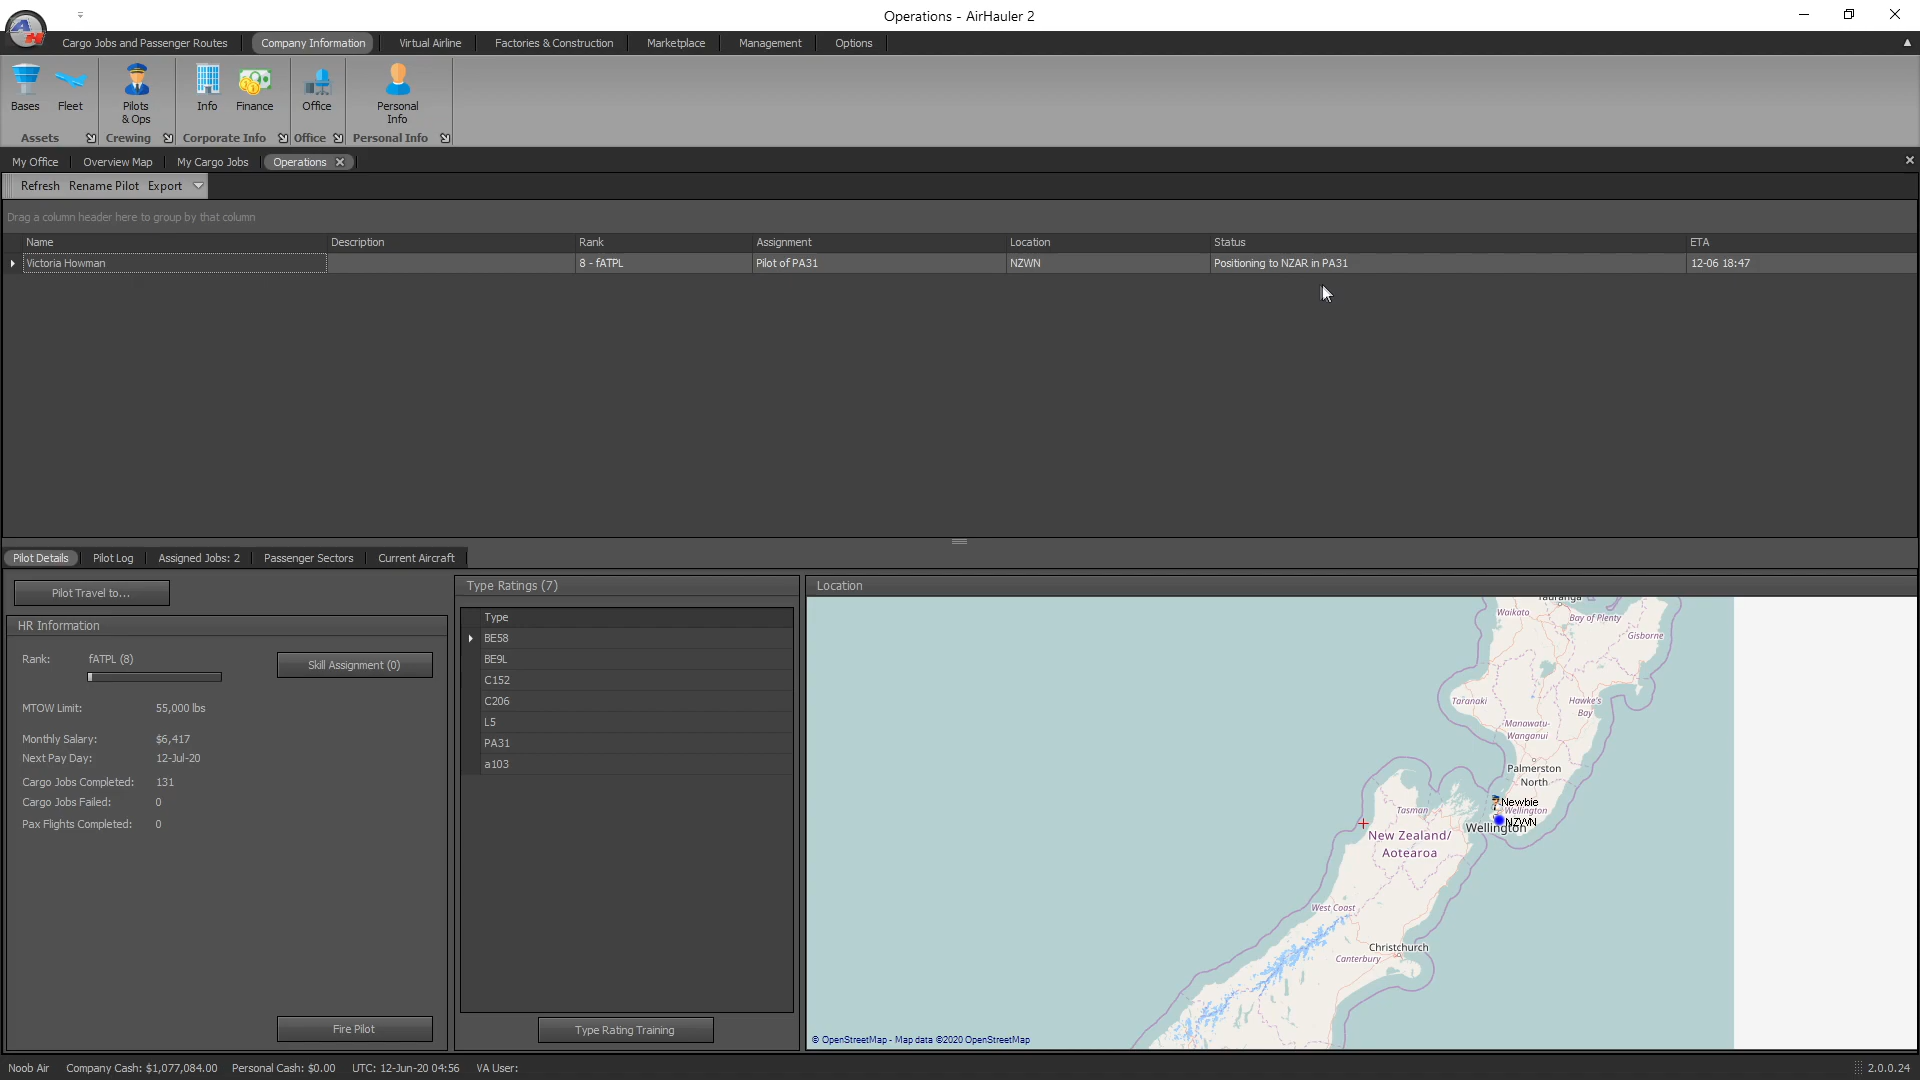 Operations - AirHauler 2
Cargo Jobs and Passenger Routes Company Information Virtual Airline Factories & Construction Marketplace Management Options
Bases Fleet Pilots & Ops Info Finance Office Personal Info
Assets Crewing Corporate Info Office Personal Info
My Office Overview Map My Cargo Jobs Operations
Refresh Rename Pilot Export
Drag a column header here to group by that column
Name Description Rank Assignment Location Status ETA
Victoria Howman 8 - fATPL Pilot of PA31 NZWN Positioning to NZAR in PA31 12-06 18:47
Pilot Details Pilot Log Assigned Jobs: 2 Passenger Sectors Current Aircraft
Pilot Travel to...
HR Information
Rank: fATPL (8)
Skill Assignment (0)
MTOW Limit: 55,000 lbs
Monthly Salary: $6,417
Next Pay Day: 12-Jul-20
Cargo Jobs Completed: 131
Cargo Jobs Failed: 0
Pax Flights Completed: 0
Fire Pilot
Type Ratings (7)
Type
BE58
BE9L
C152
C206
L5
PA31
a103
Type Rating Training
Location
Tauranga
Waikato
Bay of Plenty
Gisborne
Taranaki
Hawke's
Bay
Manawatu-
Wanganui
Palmerston
North
Newbie
Tasman
Wellington
NZWN
Wellington
New Zealand/
Aotearoa
West Coast
Christchurch
Canterbury
© OpenStreetMap - Map data ©2020 OpenStreetMap
Noob Air Company Cash: $1,077,084.00 Personal Cash: $0.00 UTC: 12-Jun-20 04:56 VA User: 2.0.0.24